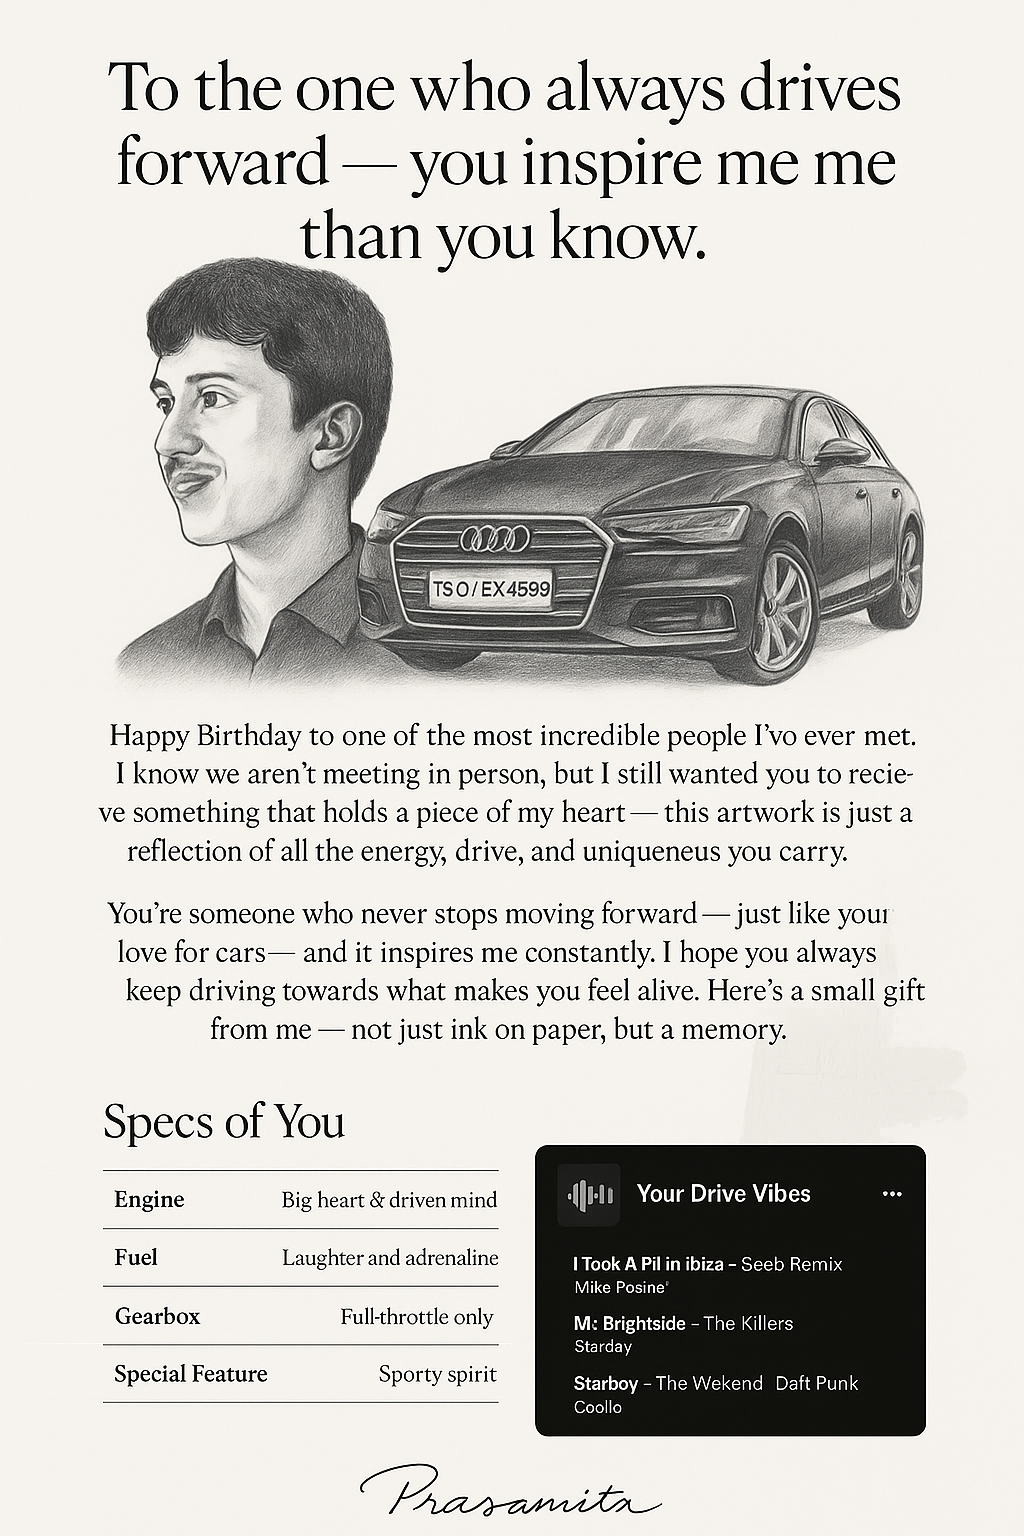 To the one who always drives
forward — you inspire me me
than you know.
TS O/EX4599
Happy Birthday to one of the most incredible people I'vo ever met.
I know we aren't meeting in person, but I still wanted you to recie-
ve something that holds a piece of my heart — this artwork is just a
reflection of all the energy, drive, and uniqueneus you carry.
You're someone who never stops moving forward — just like your
love for cars — and it inspires me constantly. I hope you always
keep driving towards what makes you feel alive. Here's a small gift
from me — not just ink on paper, but a memory.
Specs of You
Engine Big heart & driven mind
Fuel Laughter and adrenaline
Gearbox Full-throttle only
Special Feature Sporty spirit
Your Drive Vibes
I Took A Pil in ibiza – Seeb Remix
Mike Posine'
M: Brightside – The Killers
Starday
Starboy – The Wekend Daft Punk
Coollo
Prasamita